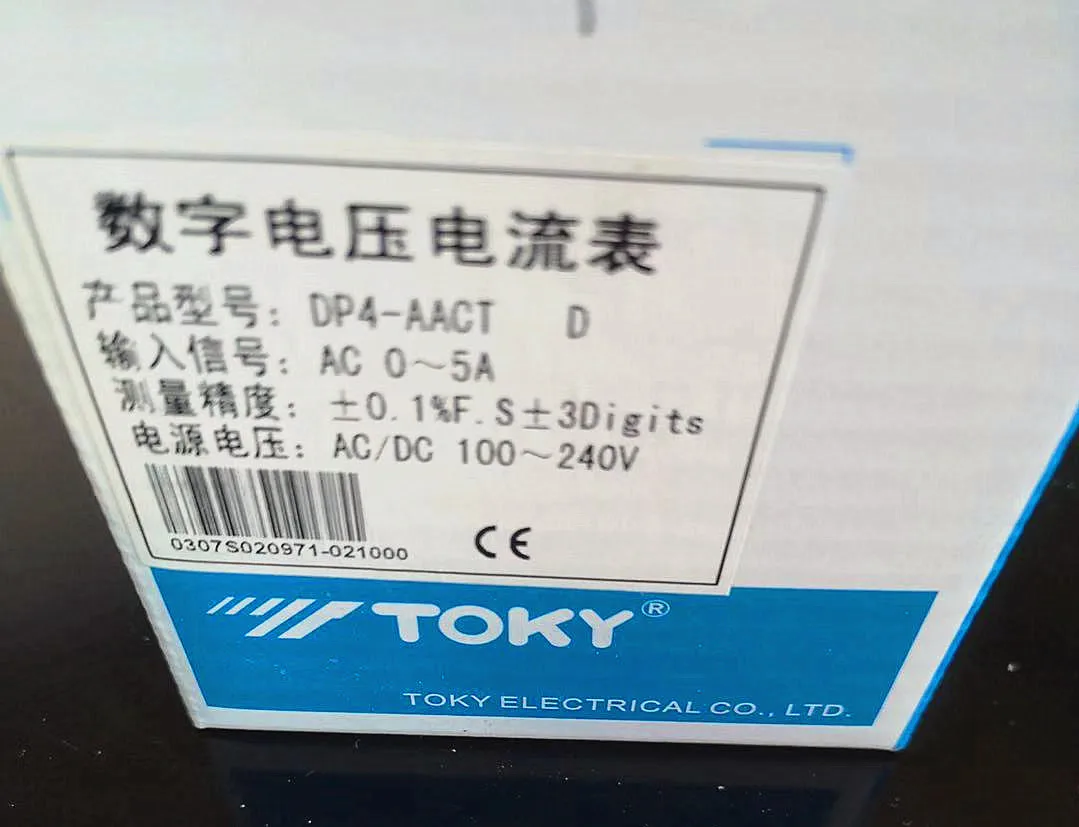 数字电压电流表
产品型号: DP4-AACT D
输入信号: AC 0～5A
测量精度: ±0.1%F.S±3Digits
电源电压: AC/DC 100～240V
0307S020971-021000
CE
TOKY®
TOKY ELECTRICAL CO., LTD.